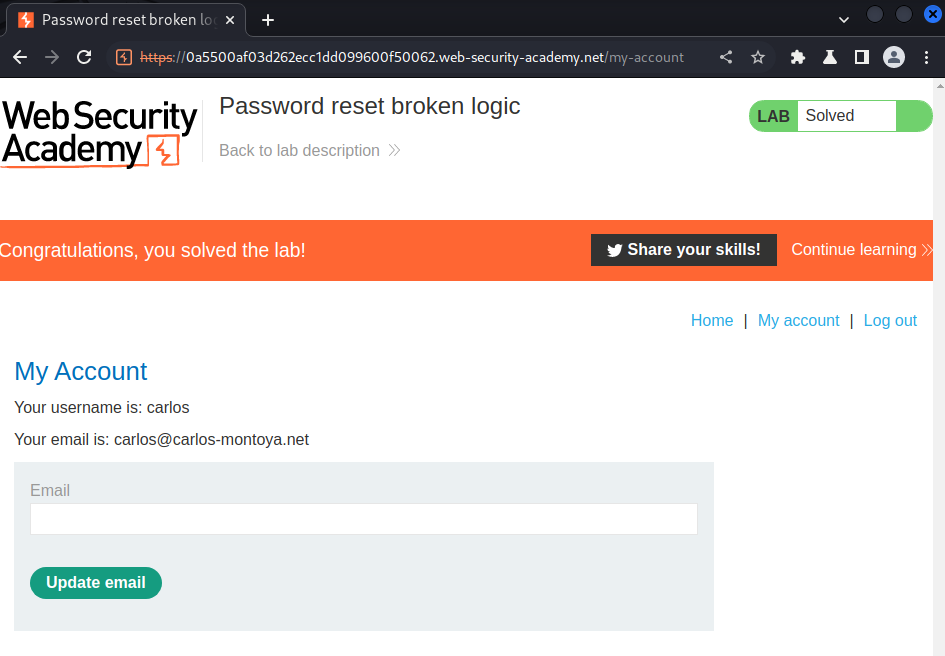 Password reset broken lo
https://0a5500af03d262ecc1dd099600f50062.web-security-academy.net/my-account
Web Security
Academy
Password reset broken logic
Back to lab description
LAB Solved
Congratulations, you solved the lab!
Share your skills!
Continue learning
Home | My account | Log out
My Account
Your username is: carlos
Your email is: carlos@carlos-montoya.net
Email
Update email